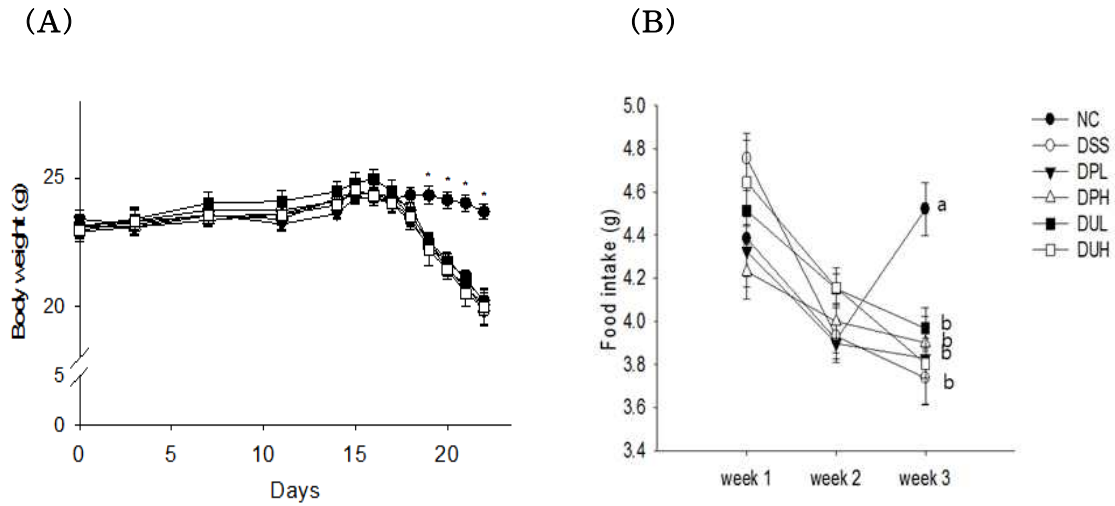 (A)
25
20
5
0
Body weight (g)
0 5 10 15 20
Days
* * * *
(B)
5.0
4.8
4.6
4.4
4.2
4.0
3.8
3.6
3.4
Food intake (g)
week 1 week 2 week 3
a
b
b
b
b
NC
DSS
DPL
DPH
DUL
DUH